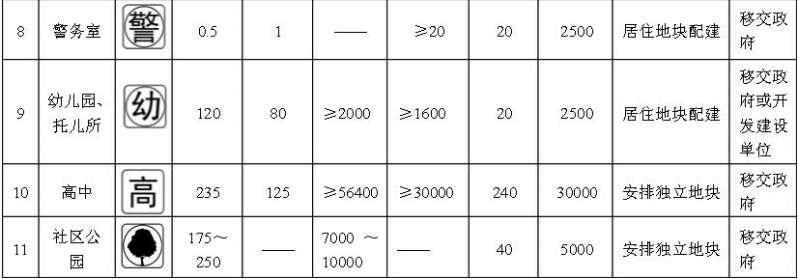 8 警务室 警 0.5 1 —— ≥20 20 2500 居住地块配建 移交政府
9 幼儿园、托儿所 幼 120 80 ≥2000 ≥1600 20 2500 居住地块配建 移交政府或开发建设单位
10 高中 高 235 125 ≥56400 ≥30000 240 30000 安排独立地块 移交政府
11 社区公园 175～250 —— 7000 ～10000 —— 40 5000 安排独立地块 移交政府